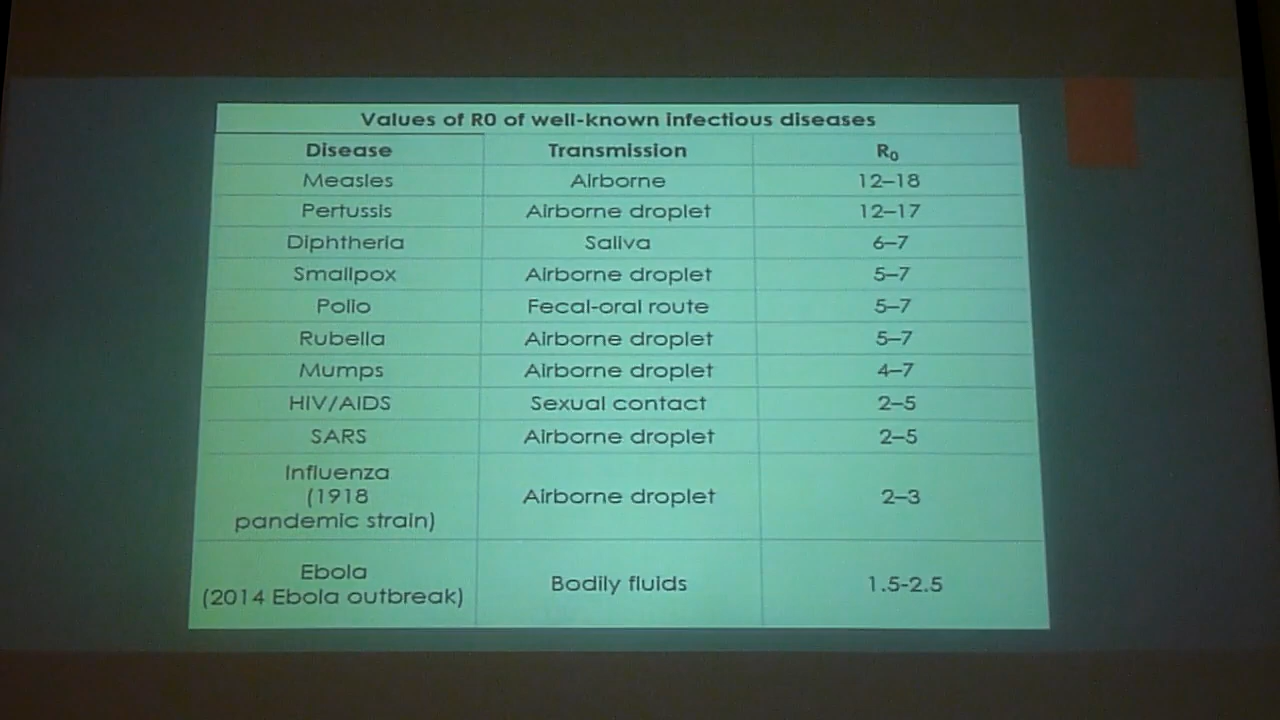 Values of R0 of well-known infectious diseases
Disease Transmission R₀
Measles Airborne 12–18
Pertussis Airborne droplet 12–17
Diphtheria Saliva 6–7
Smallpox Airborne droplet 5–7
Polio Fecal-oral route 5–7
Rubella Airborne droplet 5–7
Mumps Airborne droplet 4–7
HIV/AIDS Sexual contact 2–5
SARS Airborne droplet 2–5
Influenza
(1918
pandemic strain) Airborne droplet 2–3
Ebola
(2014 Ebola outbreak) Bodily fluids 1.5-2.5